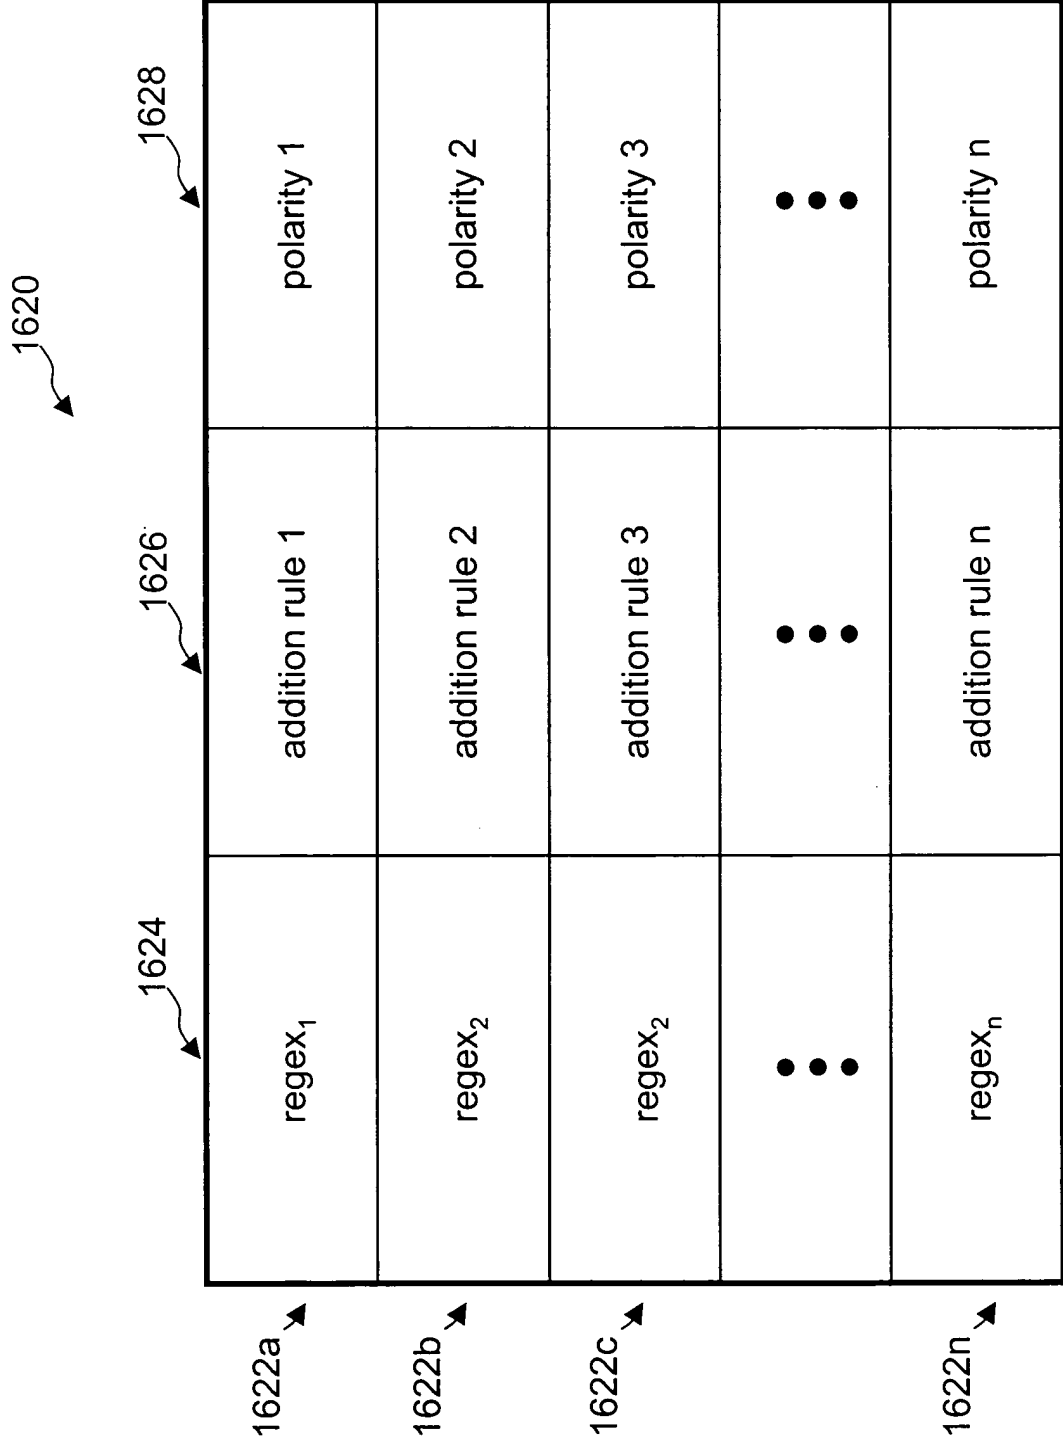 1620
1624
1626
1628
1622a
regex1
addition rule 1
polarity 1
1622b
regex2
addition rule 2
polarity 2
1622c
regex2
addition rule 3
polarity 3
1622n
regexn
addition rule n
polarity n